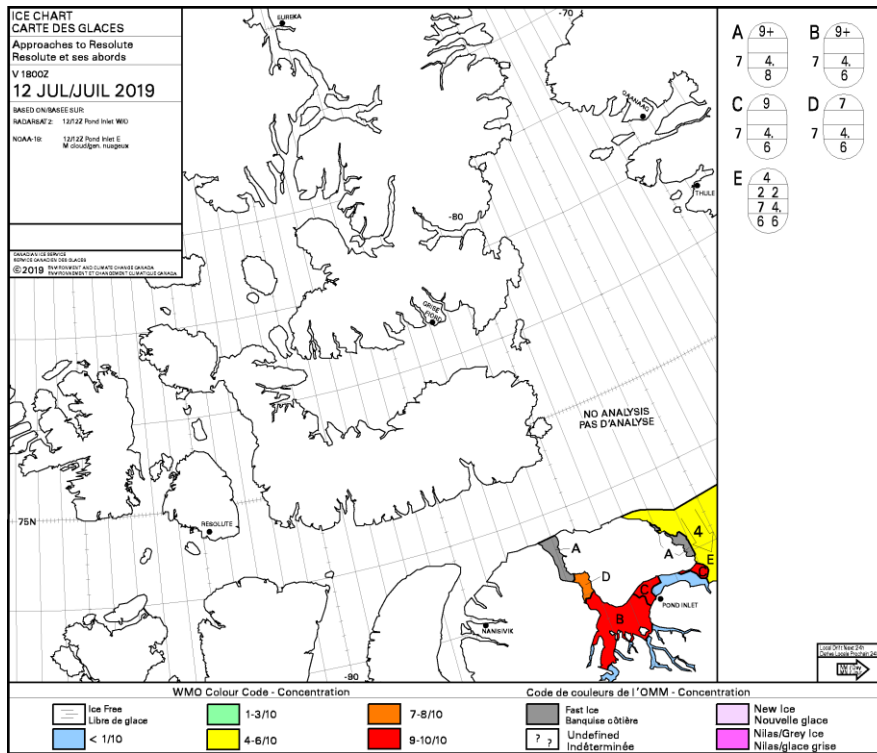 ICE CHART
CARTE DES GLACES
Approaches to Resolute
Resolute et ses abords
V 1800Z
12 JUL/JUIL 2019
BASED ON/BASEE SUR:
RADARSAT 2: 12/12Z Pond Inlet W/O
NOAA-19: 12/12Z Pond Inlet E
M cloud/gen. nuageux
CANADIAN ICE SERVICE
SERVICE CANADIEN DES GLACES
© 2019 ENVIRONMENT AND CLIMATE CHANGE CANADA
ENVIRONNEMENT ET CHANGEMENT CLIMATIQUE CANADA
EUREKA
-70
QAANAAQ
THULE
-80
GRISE
FIORD
NO ANALYSIS
PAS D'ANALYSE
75N
RESOLUTE
NANISIVIK
-90
POND INLET
A
A
B
C
C
D
E
4
A
9+
7
4.
8
B
9+
7
4.
6
C
9
7
4.
6
D
7
7
4.
6
E
4
2 2
7 4.
6 6
Local Drift Next 24h
WMO Colour Code - Concentration
Code de couleurs de l'OMM - Concentration
Ice Free
Libre de glace
< 1/10
1-3/10
4-6/10
7-8/10
9-10/10
Fast Ice
Banquise côtière
? ?
Undefined
Indéterminée
New Ice
Nouvelle glace
Nilas/Grey Ice
Nilas/glace grise